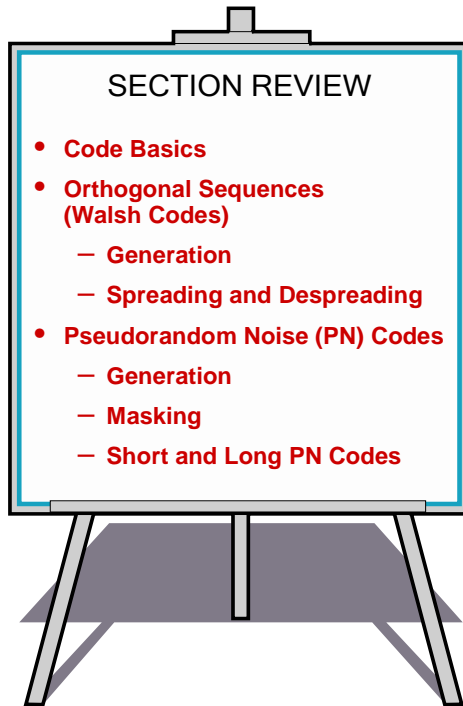 SECTION REVIEW
• Code Basics
• Orthogonal Sequences
(Walsh Codes)
– Generation
– Spreading and Despreading
• Pseudorandom Noise (PN) Codes
– Generation
– Masking
– Short and Long PN Codes